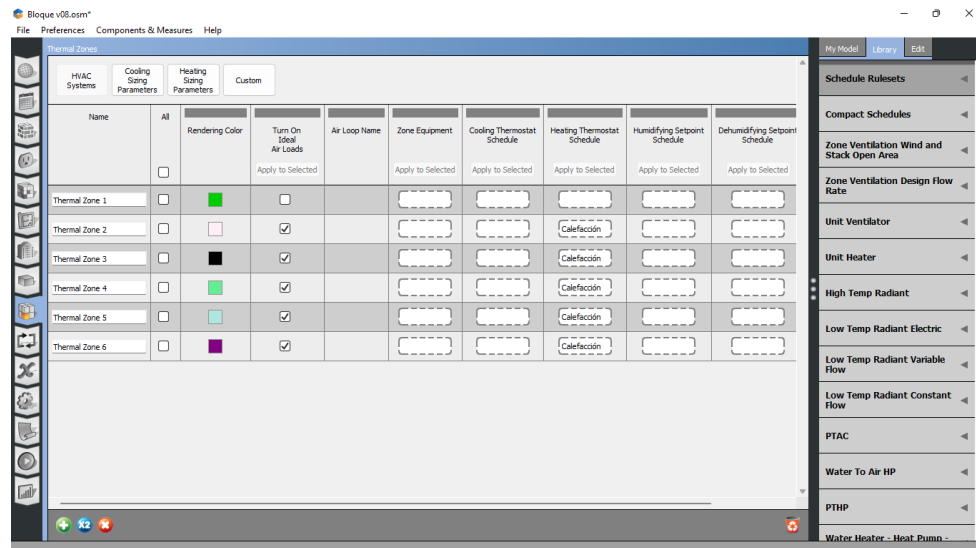 Bloque v08.osm*
File Preferences Components & Measures Help
Thermal Zones
HVAC
Systems
Cooling
Sizing
Parameters
Heating
Sizing
Parameters
Custom
Name
All
Rendering Color
Turn On
Ideal
Air Loads
Apply to Selected
Air Loop Name
Zone Equipment
Apply to Selected
Cooling Thermostat
Schedule
Apply to Selected
Heating Thermostat
Schedule
Apply to Selected
Humidifying Setpoint
Schedule
Apply to Selected
Dehumidifying Setpoint
Schedule
Apply to Selected
Thermal Zone 1
Thermal Zone 2
Calefacción
Thermal Zone 3
Calefacción
Thermal Zone 4
Calefacción
Thermal Zone 5
Calefacción
Thermal Zone 6
Calefacción
X2
My Model
Library
Edit
Schedule Rulesets
Compact Schedules
Zone Ventilation Wind and
Stack Open Area
Zone Ventilation Design Flow
Rate
Unit Ventilator
Unit Heater
High Temp Radiant
Low Temp Radiant Electric
Low Temp Radiant Variable
Flow
Low Temp Radiant Constant
Flow
PTAC
Water To Air HP
PTHP
Water Heater - Heat Pump -